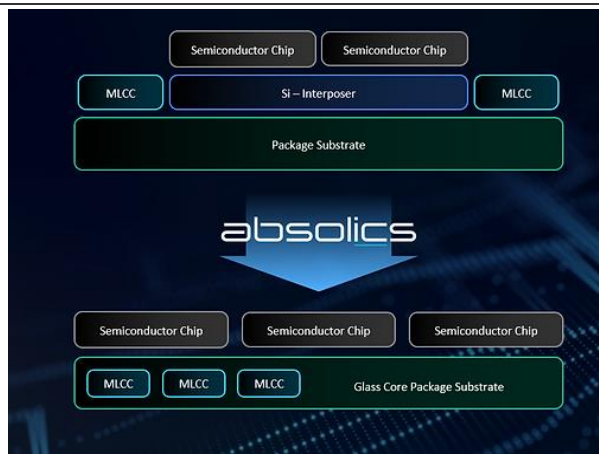 Semiconductor Chip
Semiconductor Chip
MLCC
Si – Interposer
MLCC
Package Substrate
absolics
Semiconductor Chip
Semiconductor Chip
Semiconductor Chip
MLCC
MLCC
MLCC
Glass Core Package Substrate